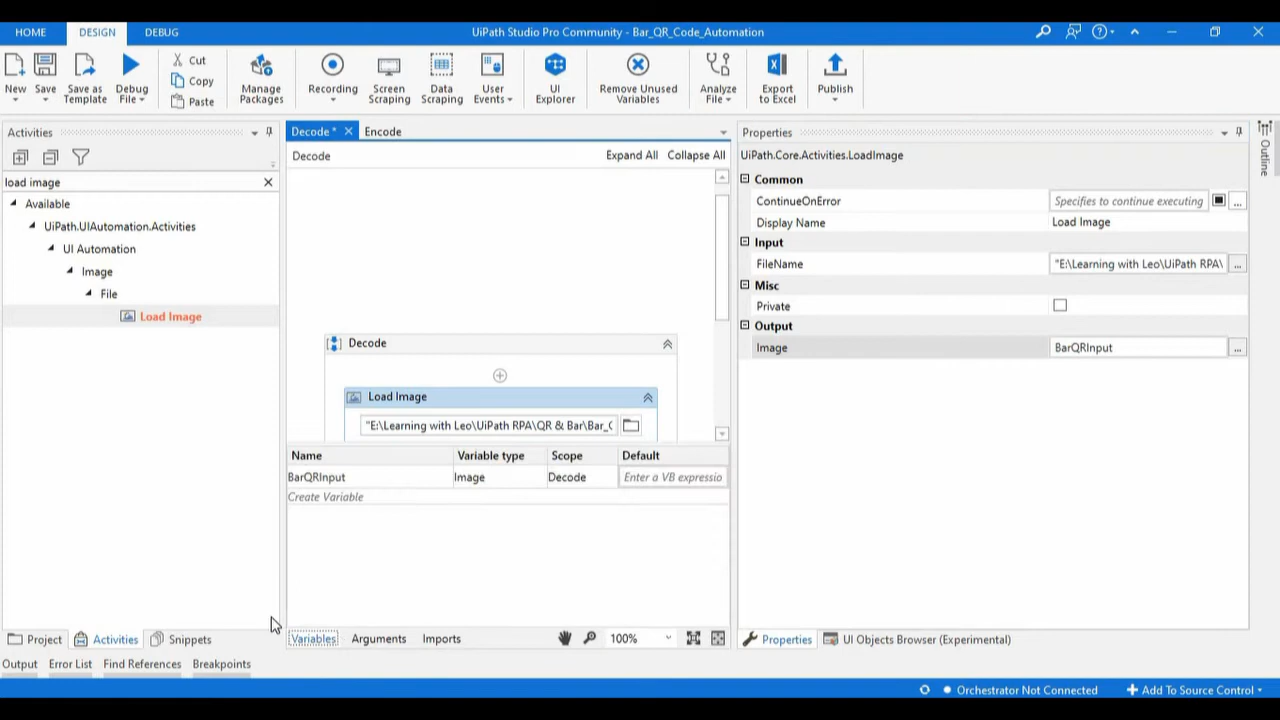 HOME DESIGN DEBUG UiPath Studio Pro Community - Bar_QR_Code_Automation
New Save Save as Template Cut Copy Paste Debug File Manage Packages Recording Screen Scraping Data Scraping User Events UI Explorer Remove Unused Variables Analyze File Export to Excel Publish
Activities
load image
Available
UiPath.UIAutomation.Activities
UI Automation
Image
File
Load Image
Project Activities Snippets
Decode * Encode
Decode Expand All Collapse All
Decode
Load Image
"E:\Learning with Leo\UiPath RPA\QR & Bar\Bar_
Name Variable type Scope Default
BarQRInput Image Decode Enter a VB expressio
Create Variable
Variables Arguments Imports 100%
Properties
UiPath.Core.Activities.LoadImage
Common
ContinueOnError Specifies to continue executing ...
Display Name Load Image
Input
FileName "E:\Learning with Leo\UiPath RPA\ ...
Misc
Private
Output
Image BarQRInput ...
Properties UI Objects Browser (Experimental)
Outline
Output Error List Find References Breakpoints
Orchestrator Not Connected Add To Source Control